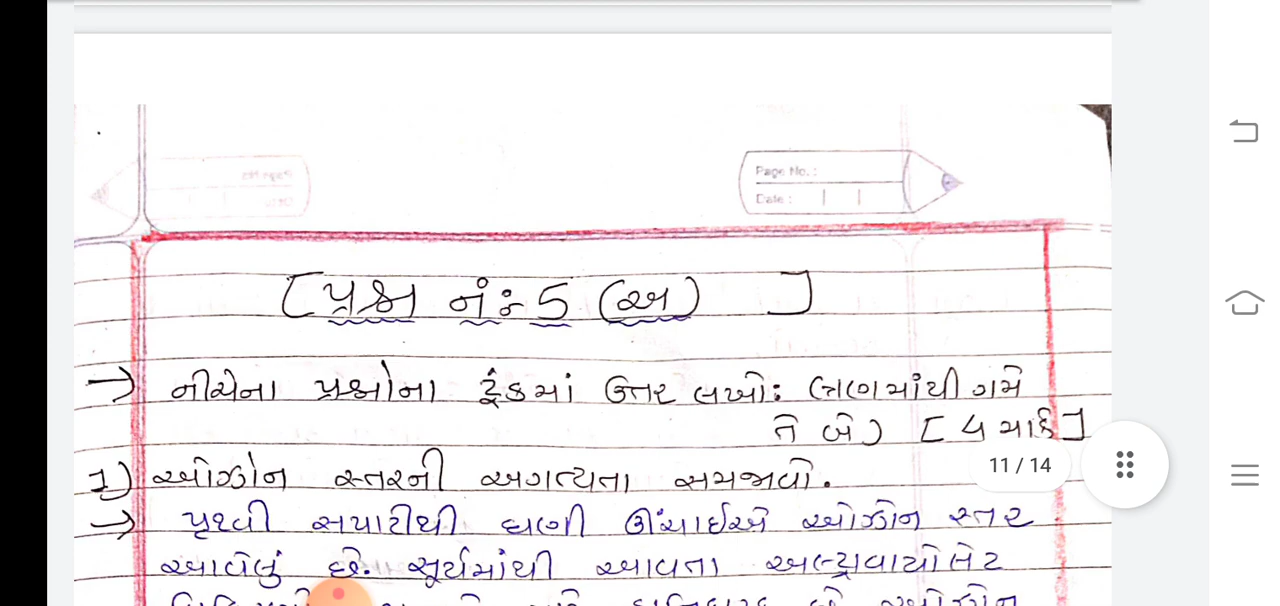 Page No. :
Date :
[પ્રશ્ન નં: 5 (અ) ]
→ નીચેના પ્રશ્નોના ટૂંકમાં ઉત્તર લખો: (ત્રણમાંથી ગમે
તે બે) [ 4 માર્ક ]
11 / 14
1) ઓઝોન સ્તરની અગત્યતા સમજાવો.
→ પૃથ્વી સપાટીથી ઘણી ઊંચાઈએ ઓઝોન સ્તર
આવેલું છે. સૂર્યમાંથી આવતા અલ્ટ્રાવાયોલેટ
ઓઝોન